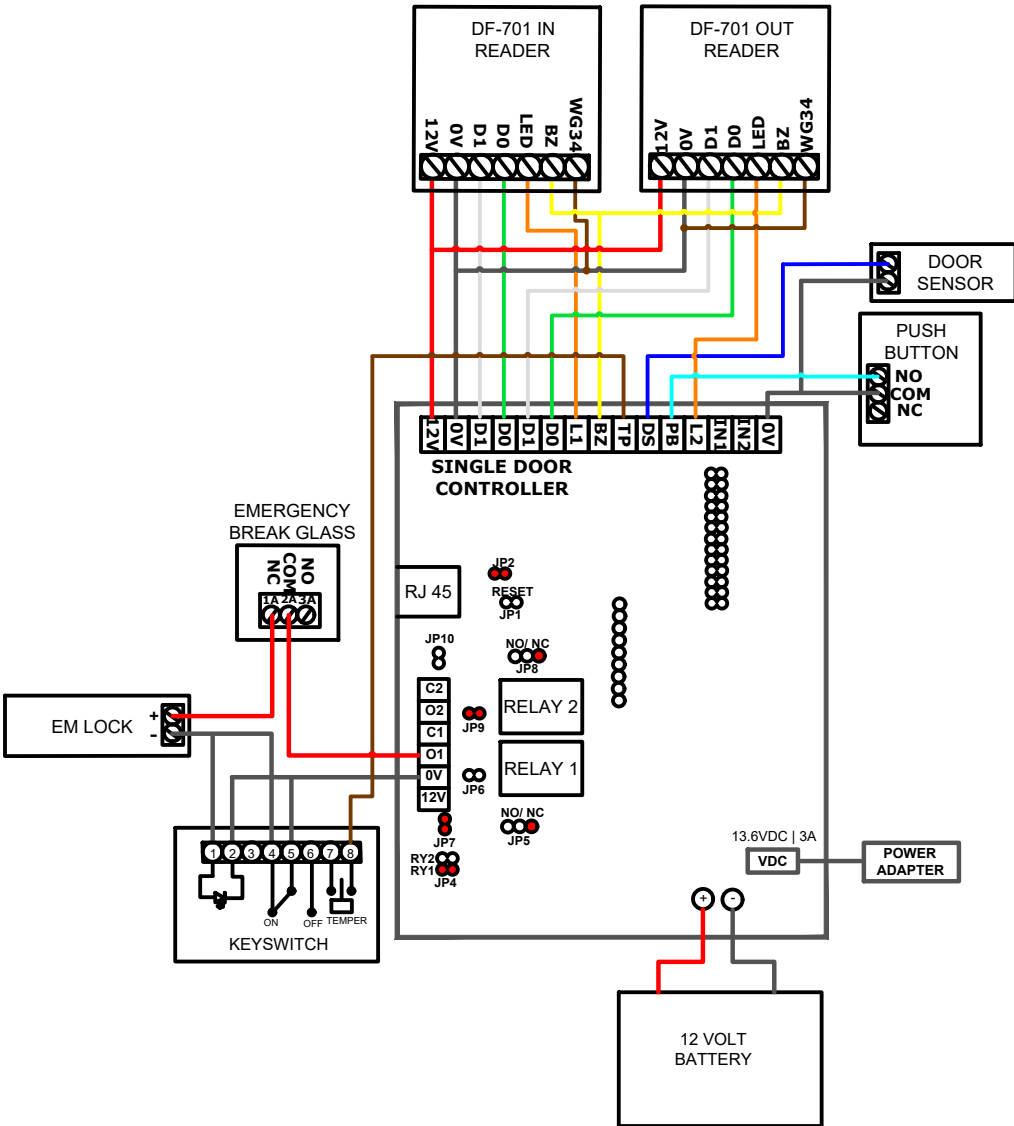 DF-701 IN
READER
12V 0V D1 D0 LED BZ WG34
DF-701 OUT
READER
12V 0V D1 D0 LED BZ WG34
DOOR
SENSOR
PUSH
BUTTON
NO
COM
NC
12V 0V D1 D0 D1 D0 L1 BZ TP DS PB L2 IN1 IN2 0V
SINGLE DOOR
CONTROLLER
EMERGENCY
BREAK GLASS
NC COM NO
1A 2A 3A
RJ 45
JP2
RESET
JP1
JP10
NO/ NC
JP8
C2
O2
C1
O1
0V
12V
JP9
RELAY 2
JP6
RELAY 1
EM LOCK
+
-
JP7
NO/ NC
JP5
RY2
RY1
JP4
13.6VDC | 3A
VDC
POWER
ADAPTER
1 2 3 4 5 6 7 8
ON OFF TEMPER
KEYSWITCH
+ -
12 VOLT
BATTERY